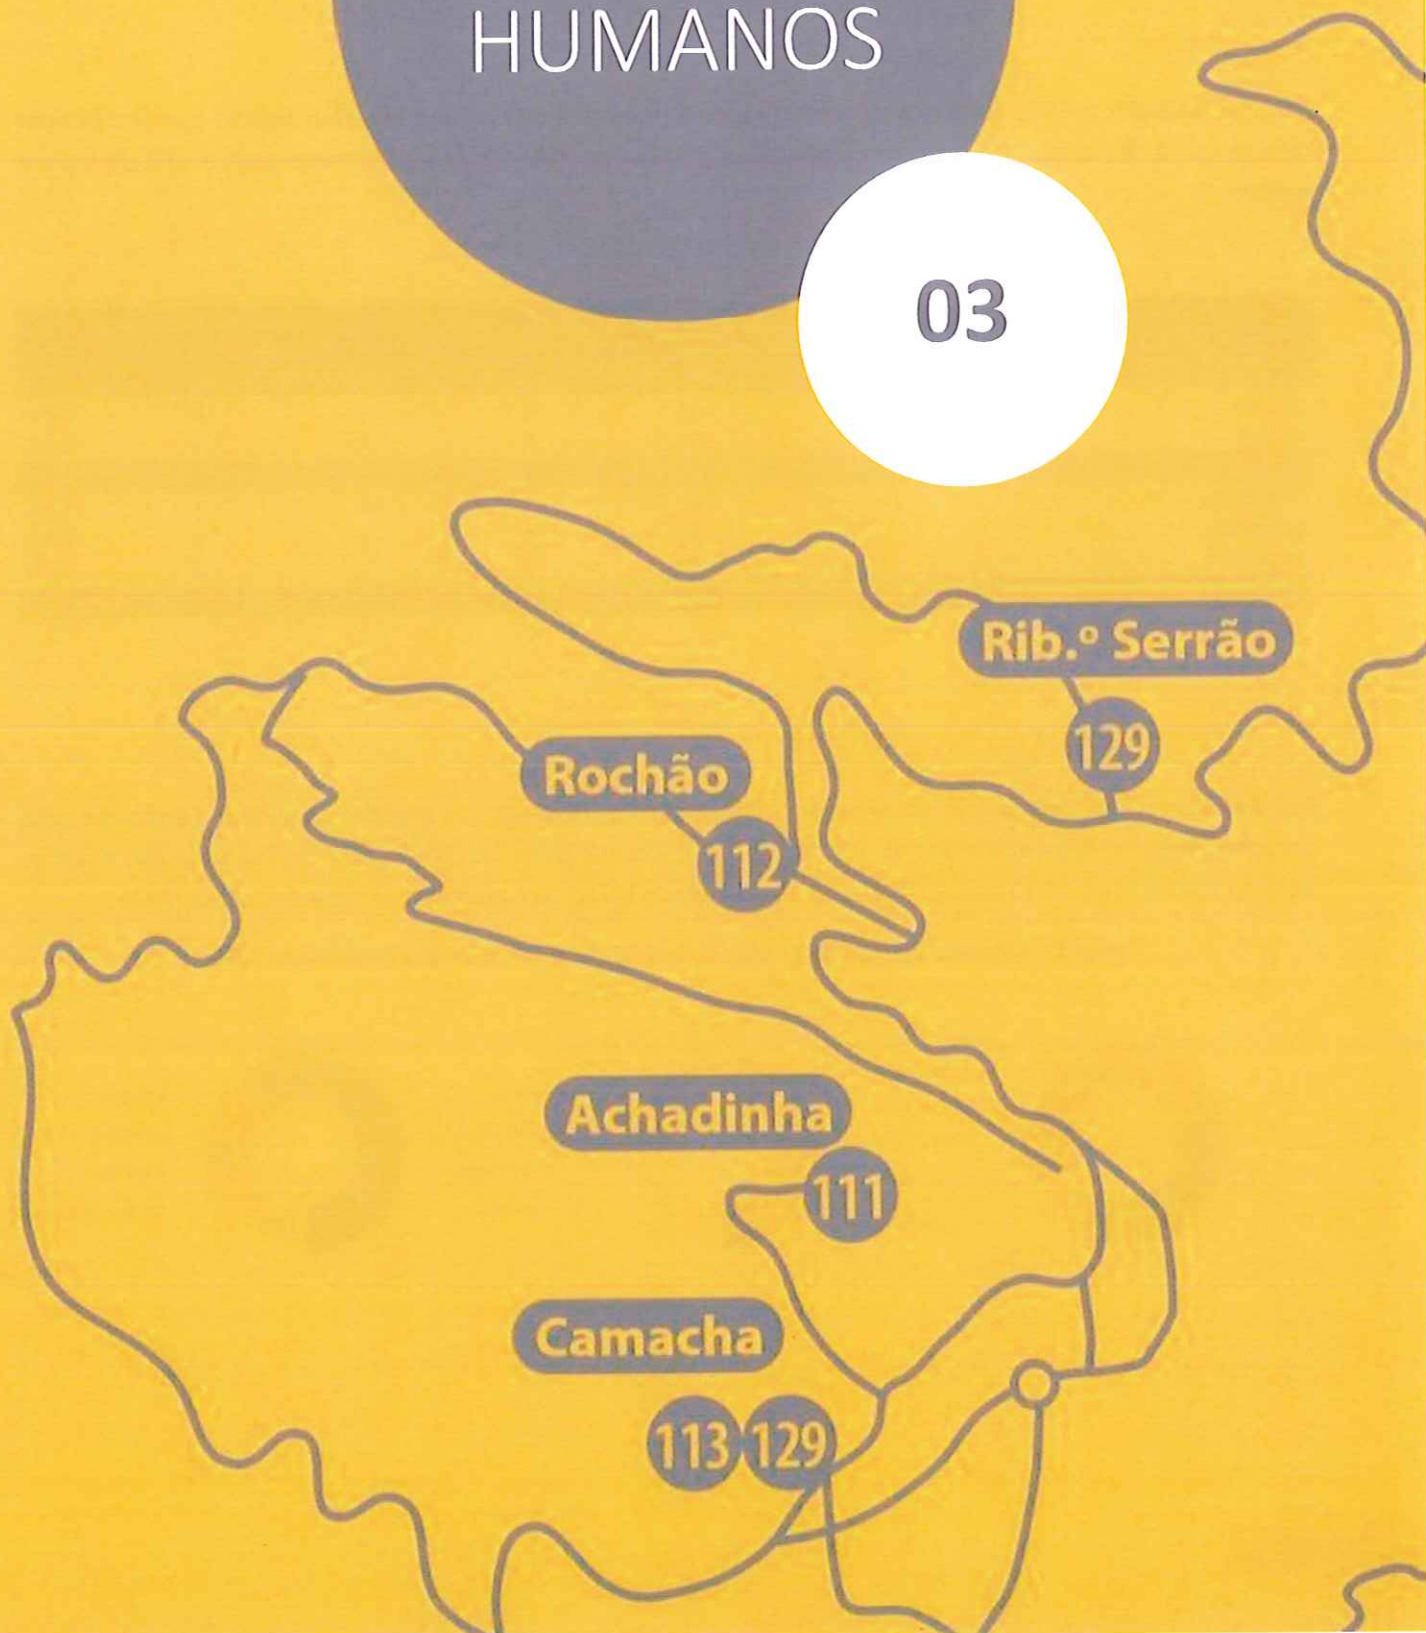 HUMANOS
03
Rib.º Serrão
129
Rochão
112
Achadinha
111
Camacha
113 129